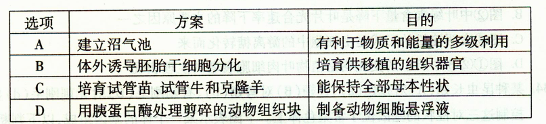 选项 方案 目的
A 建立沼气池 有利于物质和能量的多级利用
B 体外诱导胚胎干细胞分化 培育供移植的组织器官
C 培育试管苗、试管牛和克隆羊 能保持全部母本性状
D 用胰蛋白酶处理剪碎的动物组织块 制备动物细胞悬浮液